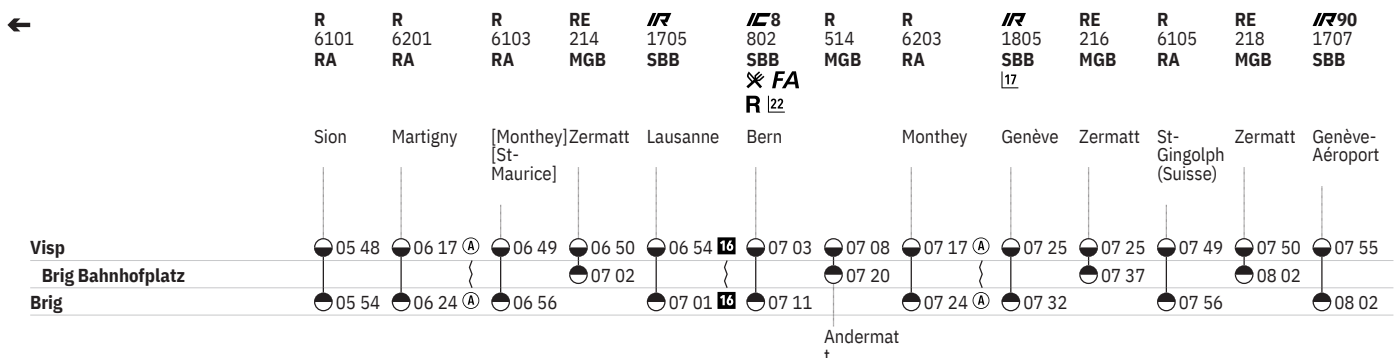 R R R RE IR IC8 R R IR RE R RE IR90
6101 6201 6103 214 1705 802 514 6203 1805 216 6105 218 1707
RA RA RA MGB SBB SBB MGB RA SBB MGB RA MGB SBB
FA 17
R 22
Sion Martigny [Monthey] Zermatt Lausanne Bern Monthey Genève Zermatt St- Zermatt Genève-
[St- Gingolph Aéroport
Maurice] (Suisse)
Visp 05 48 06 17 A 06 49 06 50 06 54 16 07 03 07 08 07 17 A 07 25 07 25 07 49 07 50 07 55
Brig Bahnhofplatz 07 02 07 20 07 37 08 02
Brig 05 54 06 24 A 06 56 07 01 16 07 11 07 24 A 07 32 07 56 08 02
Andermat
t